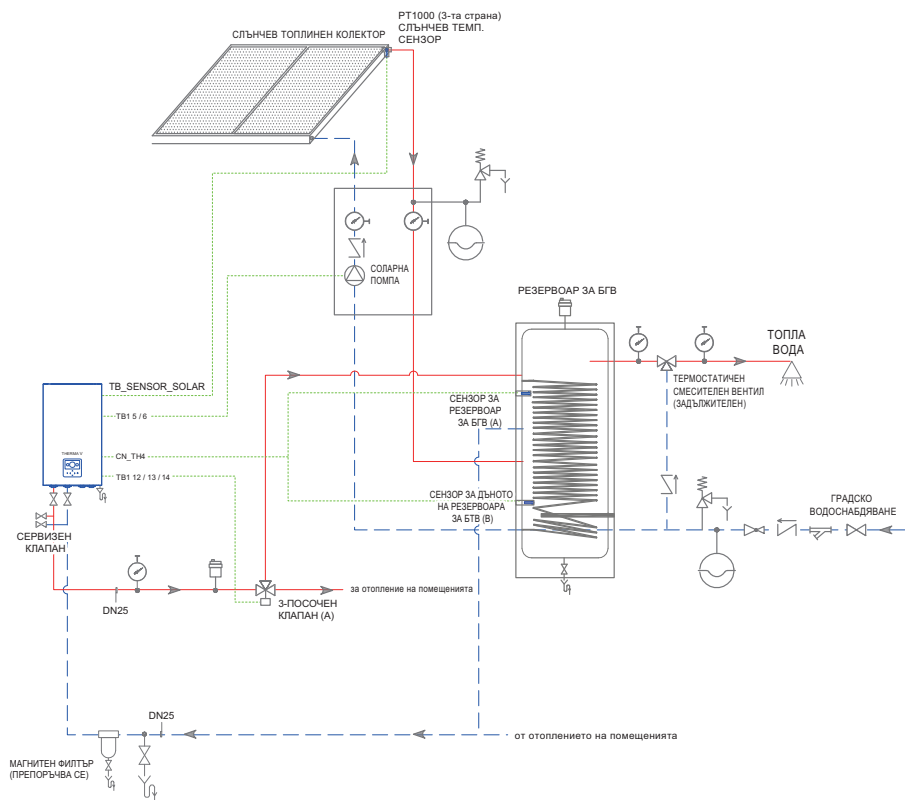 PT1000 (3-та страна)
СЛЪНЧЕВ ТЕМП.
СЕНЗОР
СЛЪНЧЕВ ТОПЛИНЕН КОЛЕКТОР
СОЛАРНА
ПОМПА
РЕЗЕРВОАР ЗА БГВ
ТОПЛА
ВОДА
ТЕРМОСТАТИЧЕН
СМЕСИТЕЛЕН ВЕНТИЛ
(ЗАДЪЛЖИТЕЛЕН)
TB_SENSOR_SOLAR
TB1 5 / 6
THERMA V
CN_TH4
TB1 12 / 13 / 14
СЕНЗОР ЗА
РЕЗЕРВОАР
ЗА БГВ (A)
СЕНЗОР ЗА ДЪНОТО
НА РЕЗЕРВОАРА
ЗА БТВ (B)
ГРАДСКО
ВОДОСНАБДЯВАНЕ
СЕРВИЗЕН
КЛАПАН
DN25
3-ПОСОЧЕН
КЛАПАН (A)
за отопление на помещенията
DN25
от отоплението на помещенията
МАГНИТЕН ФИЛТЪР
(ПРЕПОРЪЧВА СЕ)